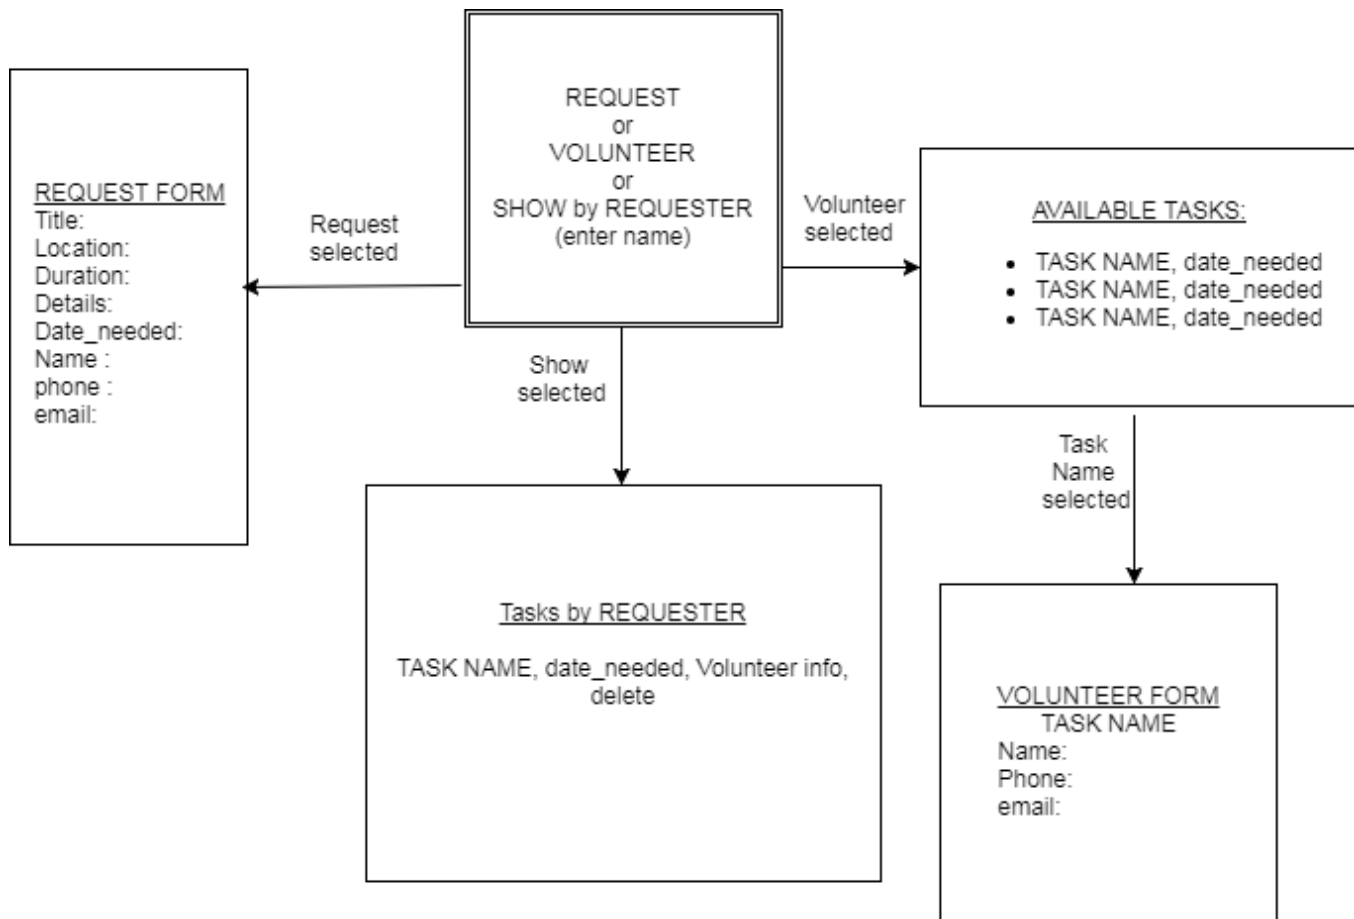 REQUEST
or
VOLUNTEER
or
SHOW by REQUESTER
(enter name)
Request
selected
REQUEST FORM
Title:
Location:
Duration:
Details:
Date_needed:
Name :
phone :
email:
Volunteer
selected
AVAILABLE TASKS:
• TASK NAME, date_needed
• TASK NAME, date_needed
• TASK NAME, date_needed
Show
selected
Tasks by REQUESTER
TASK NAME, date_needed, Volunteer info,
delete
Task
Name
selected
VOLUNTEER FORM
TASK NAME
Name:
Phone:
email: